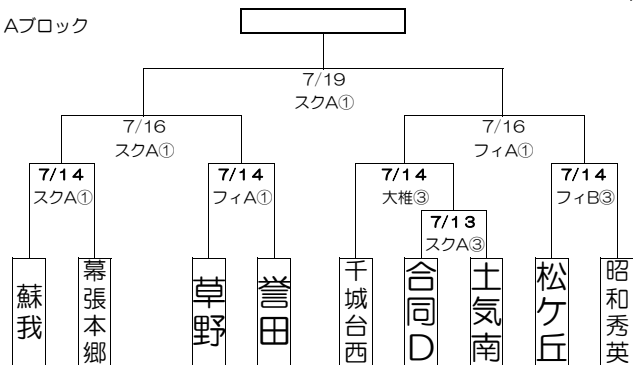 Aブロック
7/19
スクA①
7/16
スクA①
7/16
フィA①
7/14
スクA①
7/14
フィA①
7/14
大椎③
7/14
フィB③
7/13
スクA③
蘇我
幕張本郷
草野
誉田
千城台西
合同D
土気南
松ケ丘
昭和秀英